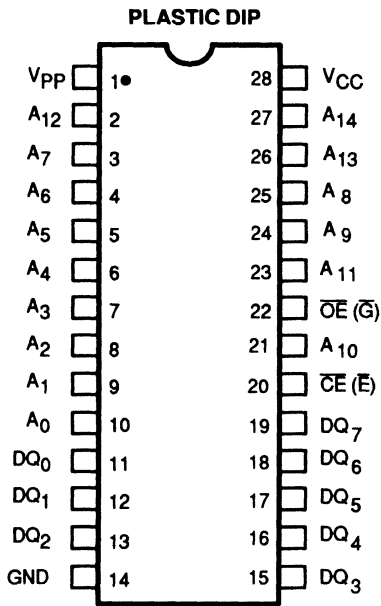 PLASTIC DIP
VPP 1 28 VCC
A12 2 27 A14
A7 3 26 A13
A6 4 25 A8
A5 5 24 A9
A4 6 23 A11
A3 7 22 O̅E̅ (G̅)
A2 8 21 A10
A1 9 20 C̅E̅ (E̅)
A0 10 19 DQ7
DQ0 11 18 DQ6
DQ1 12 17 DQ5
DQ2 13 16 DQ4
GND 14 15 DQ3